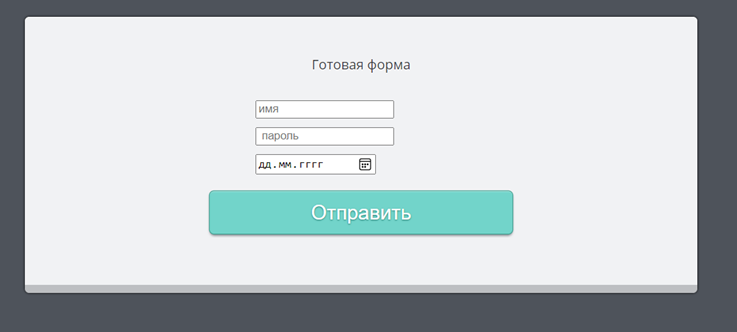 Готовая форма
имя
пароль
дд.мм.гггг
Отправить